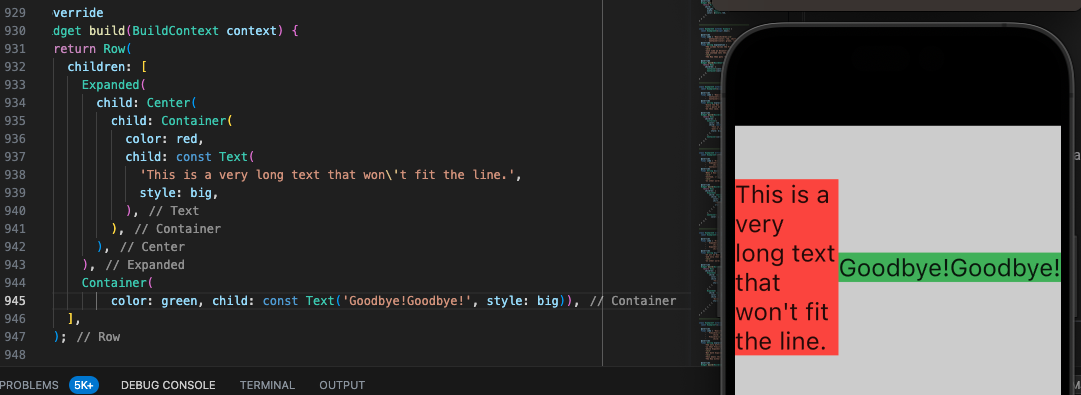 929 verride
930 dget build(BuildContext context) {
931 return Row(
932 children: [
933 Expanded(
934 child: Center(
935 child: Container(
936 color: red,
937 child: const Text(
938 'This is a very long text that won\'t fit the line.',
939 style: big,
940 ), // Text
941 ), // Container
942 ), // Center
943 ), // Expanded
944 Container(
945 color: green, child: const Text('Goodbye!Goodbye!', style: big)), // Container
946 ],
947 ); // Row
948
PROBLEMS 5K+ DEBUG CONSOLE TERMINAL OUTPUT
This is a
very
long text
that
won't fit
the line.
Goodbye!Goodbye!